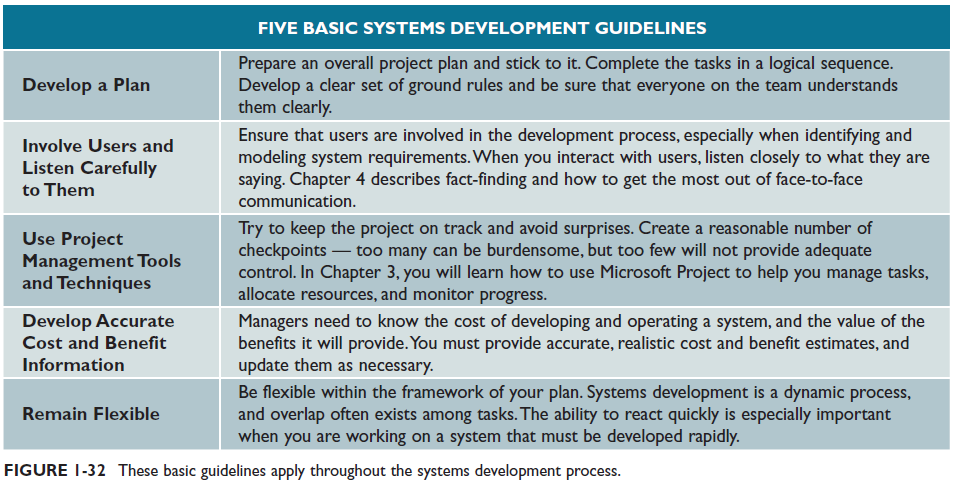 FIVE BASIC SYSTEMS DEVELOPMENT GUIDELINES
Develop a Plan
Prepare an overall project plan and stick to it. Complete the tasks in a logical sequence.
Develop a clear set of ground rules and be sure that everyone on the team understands
them clearly.
Involve Users and
Listen Carefully
to Them
Ensure that users are involved in the development process, especially when identifying and
modeling system requirements. When you interact with users, listen closely to what they are
saying. Chapter 4 describes fact-finding and how to get the most out of face-to-face
communication.
Use Project
Management Tools
and Techniques
Try to keep the project on track and avoid surprises. Create a reasonable number of
checkpoints — too many can be burdensome, but too few will not provide adequate
control. In Chapter 3, you will learn how to use Microsoft Project to help you manage tasks,
allocate resources, and monitor progress.
Develop Accurate
Cost and Benefit
Information
Managers need to know the cost of developing and operating a system, and the value of the
benefits it will provide. You must provide accurate, realistic cost and benefit estimates, and
update them as necessary.
Remain Flexible
Be flexible within the framework of your plan. Systems development is a dynamic process,
and overlap often exists among tasks. The ability to react quickly is especially important
when you are working on a system that must be developed rapidly.
FIGURE 1-32 These basic guidelines apply throughout the systems development process.